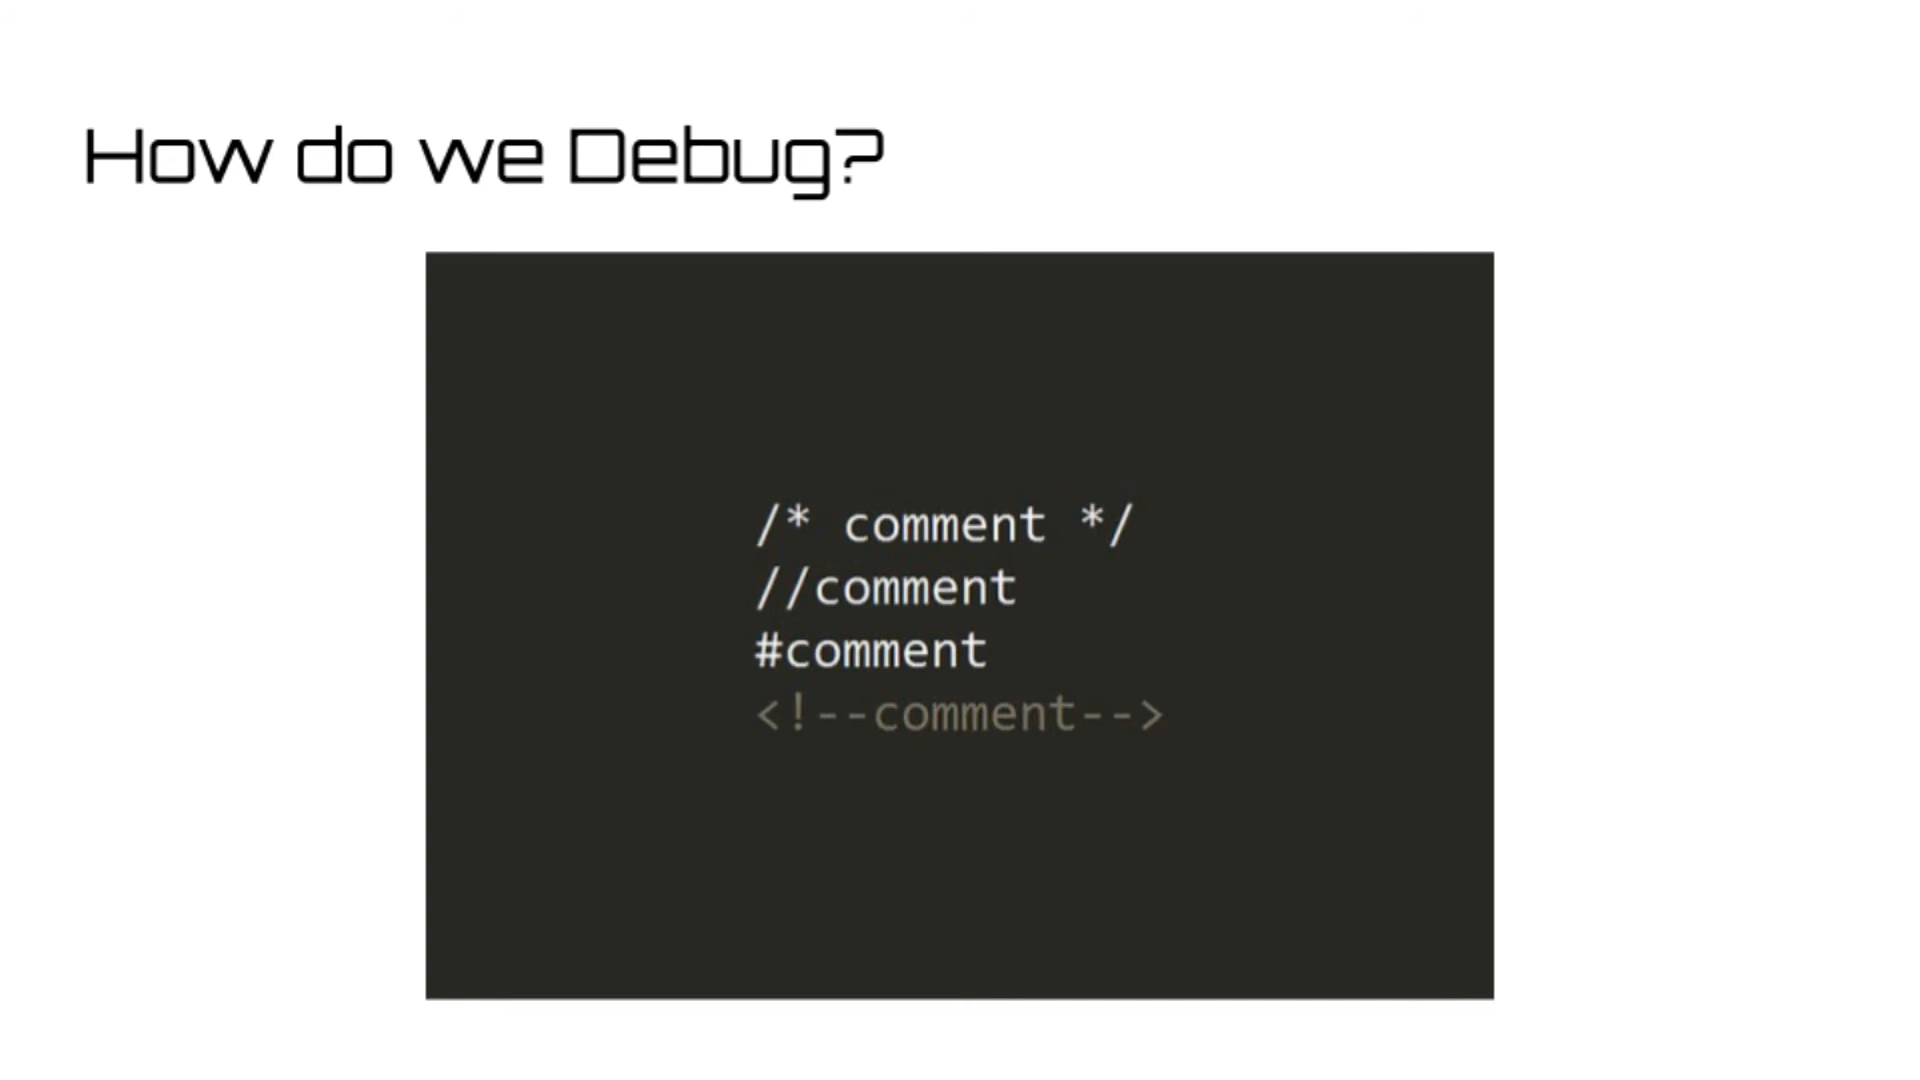 How do we Debug?
/* comment */
//comment
#comment
<!--comment-->